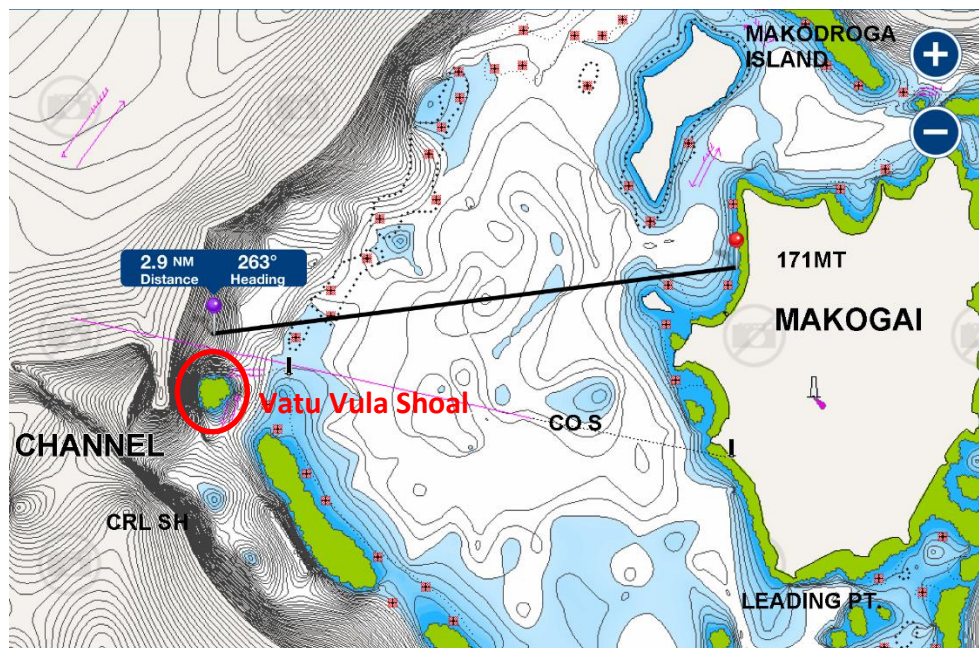 MAKODROGA
ISLAND
+
−
2.9 NM 263°
Distance Heading
171MT
MAKOGAI
Vatu Vula Shoal
CO S
CHANNEL
CRL SH
LEADING PT.